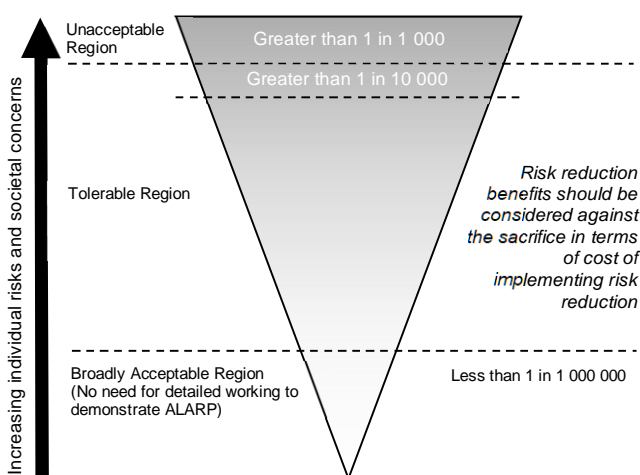 Increasing individual risks and societal concerns
Unacceptable
Region
Greater than 1 in 1 000
Greater than 1 in 10 000
Tolerable Region
Risk reduction
benefits should be
considered against
the sacrifice in terms
of cost of
implementing risk
reduction
Broadly Acceptable Region
(No need for detailed working to
demonstrate ALARP)
Less than 1 in 1 000 000